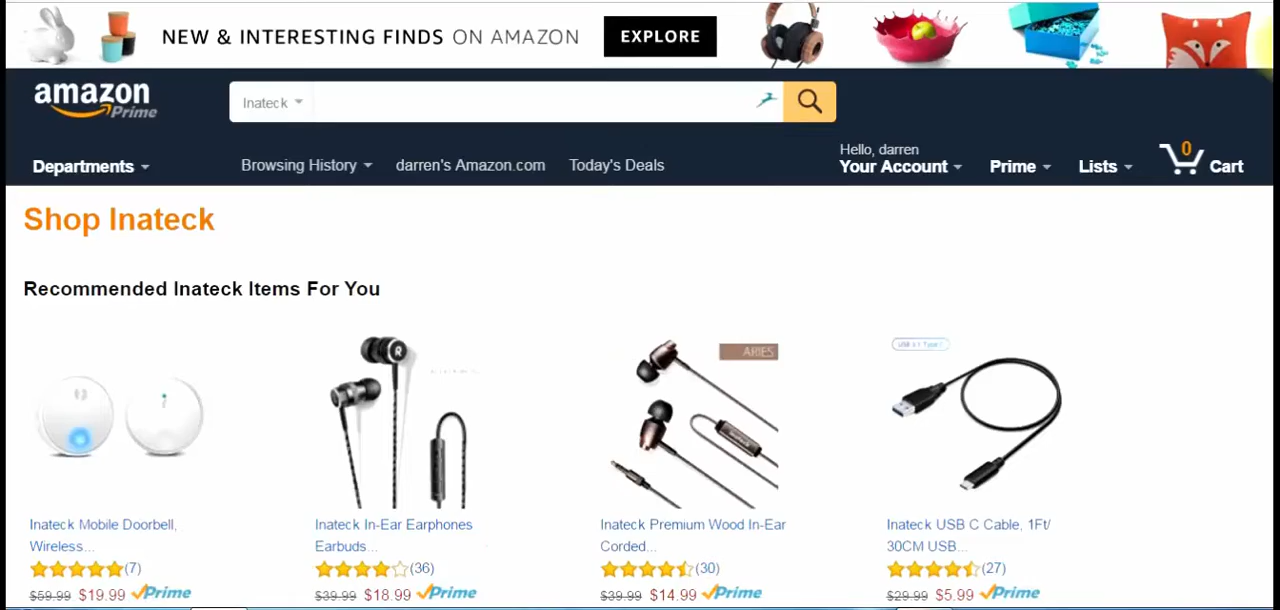 NEW & INTERESTING FINDS ON AMAZON EXPLORE
amazon Prime
Inateck
Departments Browsing History darren's Amazon.com Today's Deals
Hello, darren
Your Account Prime Lists 0 Cart
Shop Inateck
Recommended Inateck Items For You
R
ARIES
USB 3.1 Type C
Inateck Mobile Doorbell, Wireless...
(7)
$59.99 $19.99 Prime
Inateck In-Ear Earphones Earbuds...
(36)
$39.99 $18.99 Prime
Inateck Premium Wood In-Ear Corded...
(30)
$39.99 $14.99 Prime
Inateck USB C Cable, 1Ft/ 30CM USB...
(27)
$29.99 $5.99 Prime